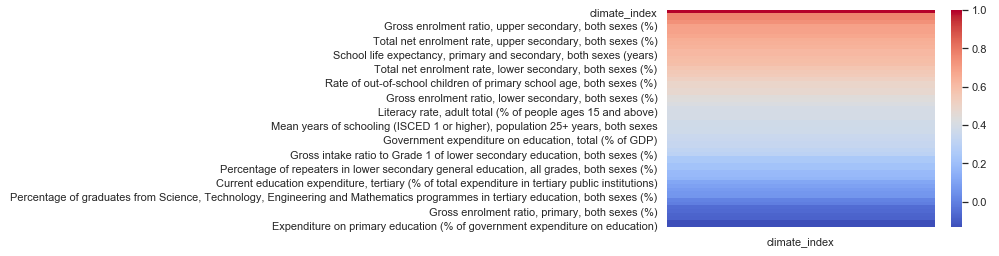 climate_index
Gross enrolment ratio, upper secondary, both sexes (%)
Total net enrolment rate, upper secondary, both sexes (%)
School life expectancy, primary and secondary, both sexes (years)
Total net enrolment rate, lower secondary, both sexes (%)
Rate of out-of-school children of primary school age, both sexes (%)
Gross enrolment ratio, lower secondary, both sexes (%)
Literacy rate, adult total (% of people ages 15 and above)
Mean years of schooling (ISCED 1 or higher), population 25+ years, both sexes
Government expenditure on education, total (% of GDP)
Gross intake ratio to Grade 1 of lower secondary education, both sexes (%)
Percentage of repeaters in lower secondary general education, all grades, both sexes (%)
Current education expenditure, tertiary (% of total expenditure in tertiary public institutions)
Percentage of graduates from Science, Technology, Engineering and Mathematics programmes in tertiary education, both sexes (%)
Gross enrolment ratio, primary, both sexes (%)
Expenditure on primary education (% of government expenditure on education)
climate_index
1.0
0.8
0.6
0.4
0.2
0.0